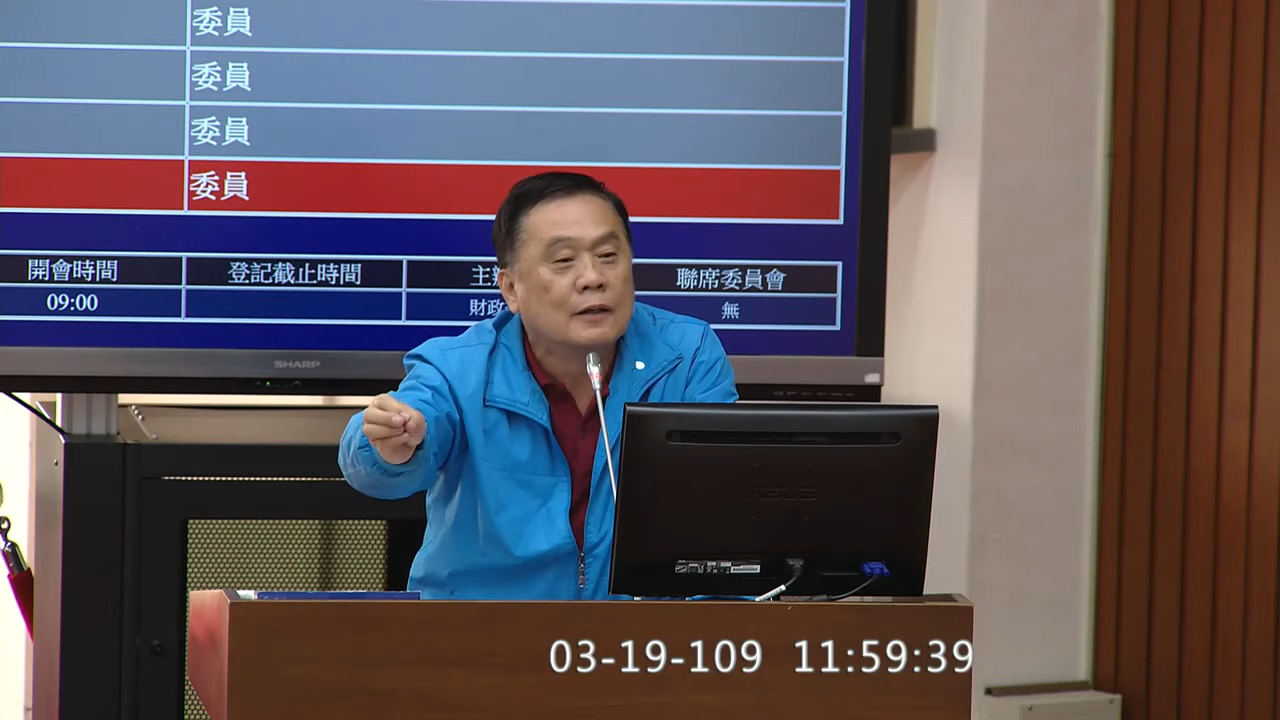 委員
委員
委員
委員
開會時間 登記截止時間 主 聯席委員會
09:00 財政 無
SHARP
ASUS
03-19-109 11:59:39